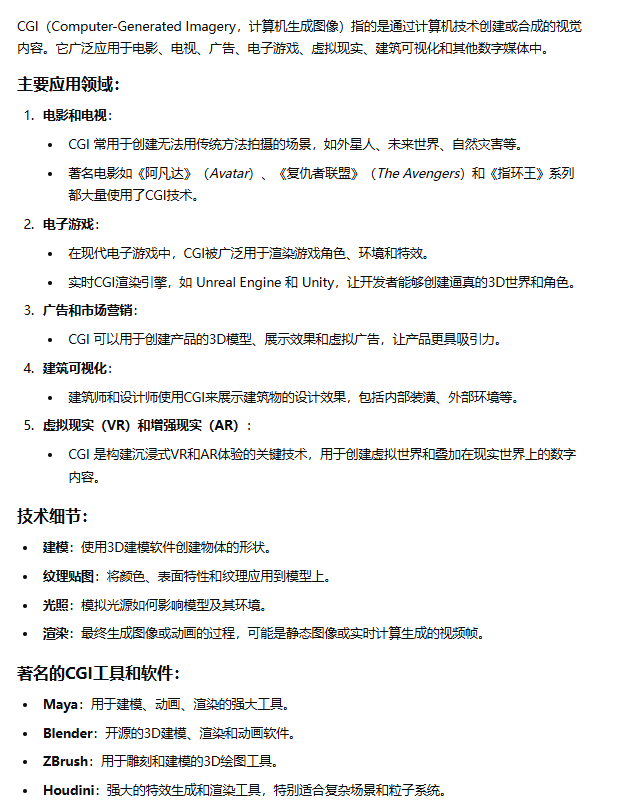 CGI（Computer-Generated Imagery，计算机生成图像）指的是通过计算机技术创建或合成的视觉
内容。它广泛应用于电影、电视、广告、电子游戏、虚拟现实、建筑可视化和其他数字媒体中。
主要应用领域：
1. 电影和电视：
• CGI 常用于创建无法用传统方法拍摄的场景，如外星人、未来世界、自然灾害等。
• 著名电影如《阿凡达》（Avatar）、《复仇者联盟》（The Avengers）和《指环王》系列
都大量使用了CGI技术。
2. 电子游戏：
• 在现代电子游戏中，CGI被广泛用于渲染游戏角色、环境和特效。
• 实时CGI渲染引擎，如 Unreal Engine 和 Unity，让开发者能够创建逼真的3D世界和角色。
3. 广告和市场营销：
• CGI 可以用于创建产品的3D模型、展示效果和虚拟广告，让产品更具吸引力。
4. 建筑可视化：
• 建筑师和设计师使用CGI来展示建筑物的设计效果，包括内部装潢、外部环境等。
5. 虚拟现实（VR）和增强现实（AR）：
• CGI 是构建沉浸式VR和AR体验的关键技术，用于创建虚拟世界和叠加在现实世界上的数字
内容。
技术细节：
• 建模：使用3D建模软件创建物体的形状。
• 纹理贴图：将颜色、表面特性和纹理应用到模型上。
• 光照：模拟光源如何影响模型及其环境。
• 渲染：最终生成图像或动画的过程，可能是静态图像或实时计算生成的视频帧。
著名的CGI工具和软件：
• Maya：用于建模、动画、渲染的强大工具。
• Blender：开源的3D建模、渲染和动画软件。
• ZBrush：用于雕刻和建模的3D绘图工具。
• Houdini：强大的特效生成和渲染工具，特别适合复杂场景和粒子系统。